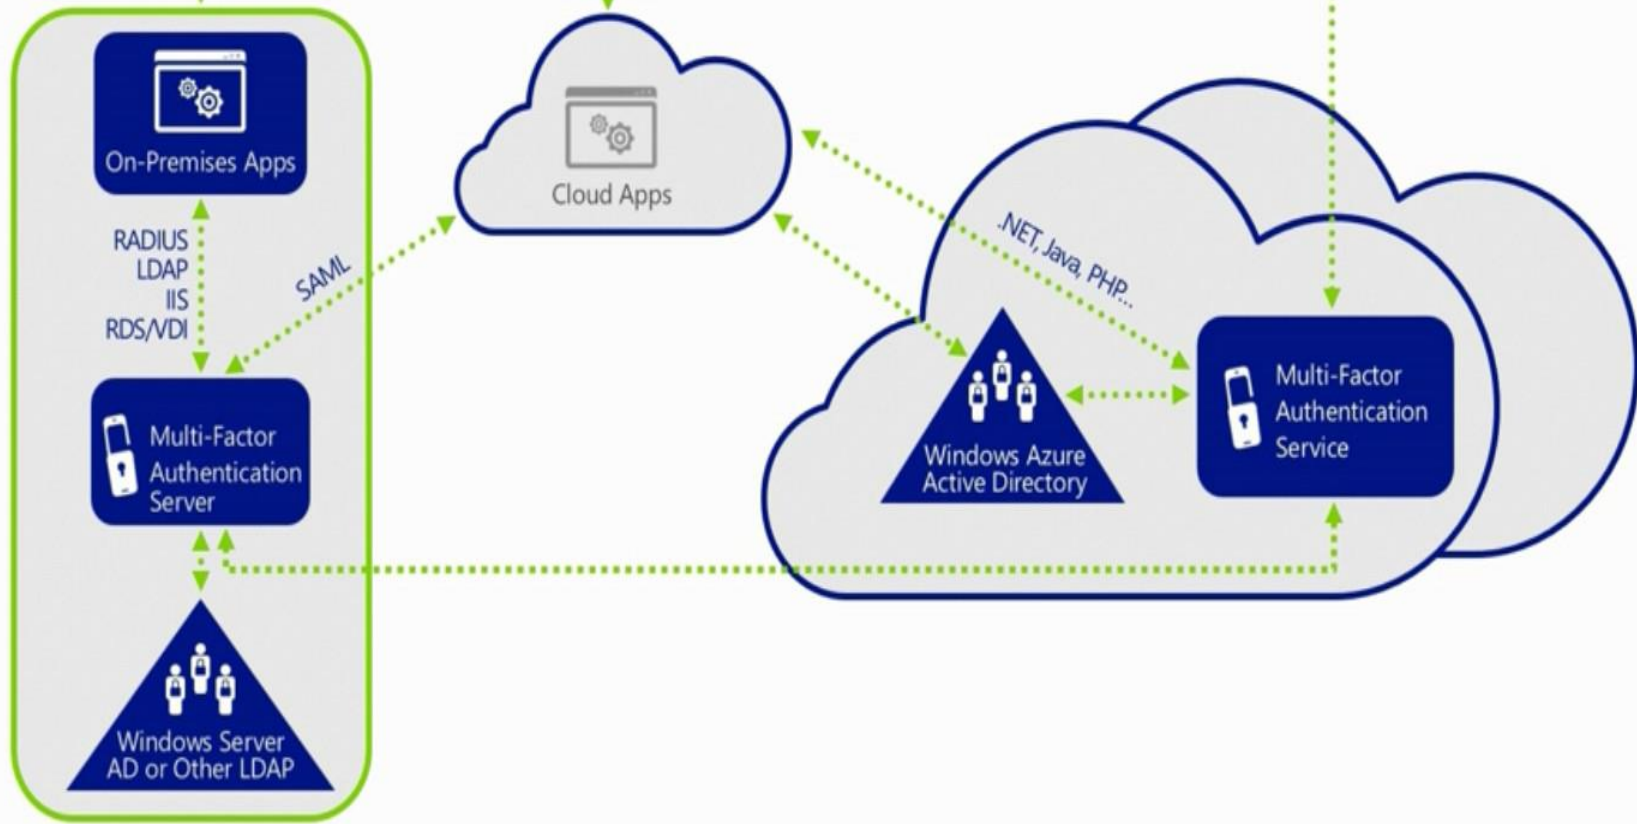 On-Premises Apps
RADIUS
LDAP
IIS
RDS/VDI
SAML
Multi-Factor
Authentication
Server
Windows Server
AD or Other LDAP
Cloud Apps
.NET, Java, PHP...
Windows Azure
Active Directory
Multi-Factor
Authentication
Service